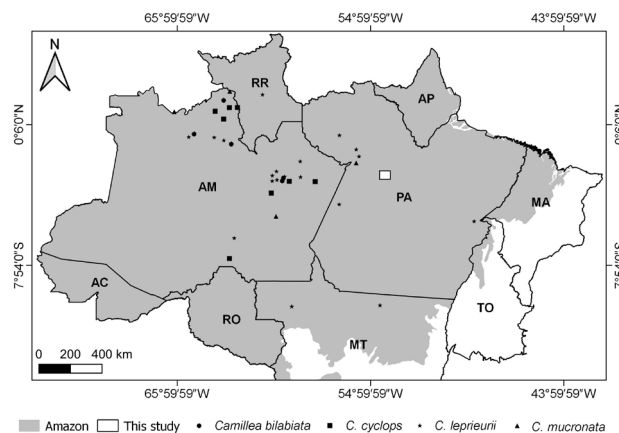 65°59'59"W 54°59'59"W 43°59'59"W
N
RR
AP
0°6'0"N 0°6'0"N
AM
PA
MA
7°54'0"S 7°54'0"S
AC
RO
TO
MT
0 200 400 km
65°59'59"W 54°59'59"W 43°59'59"W
Amazon This study Camillea bilabiata C. cyclops C. leprieurii C. mucronata